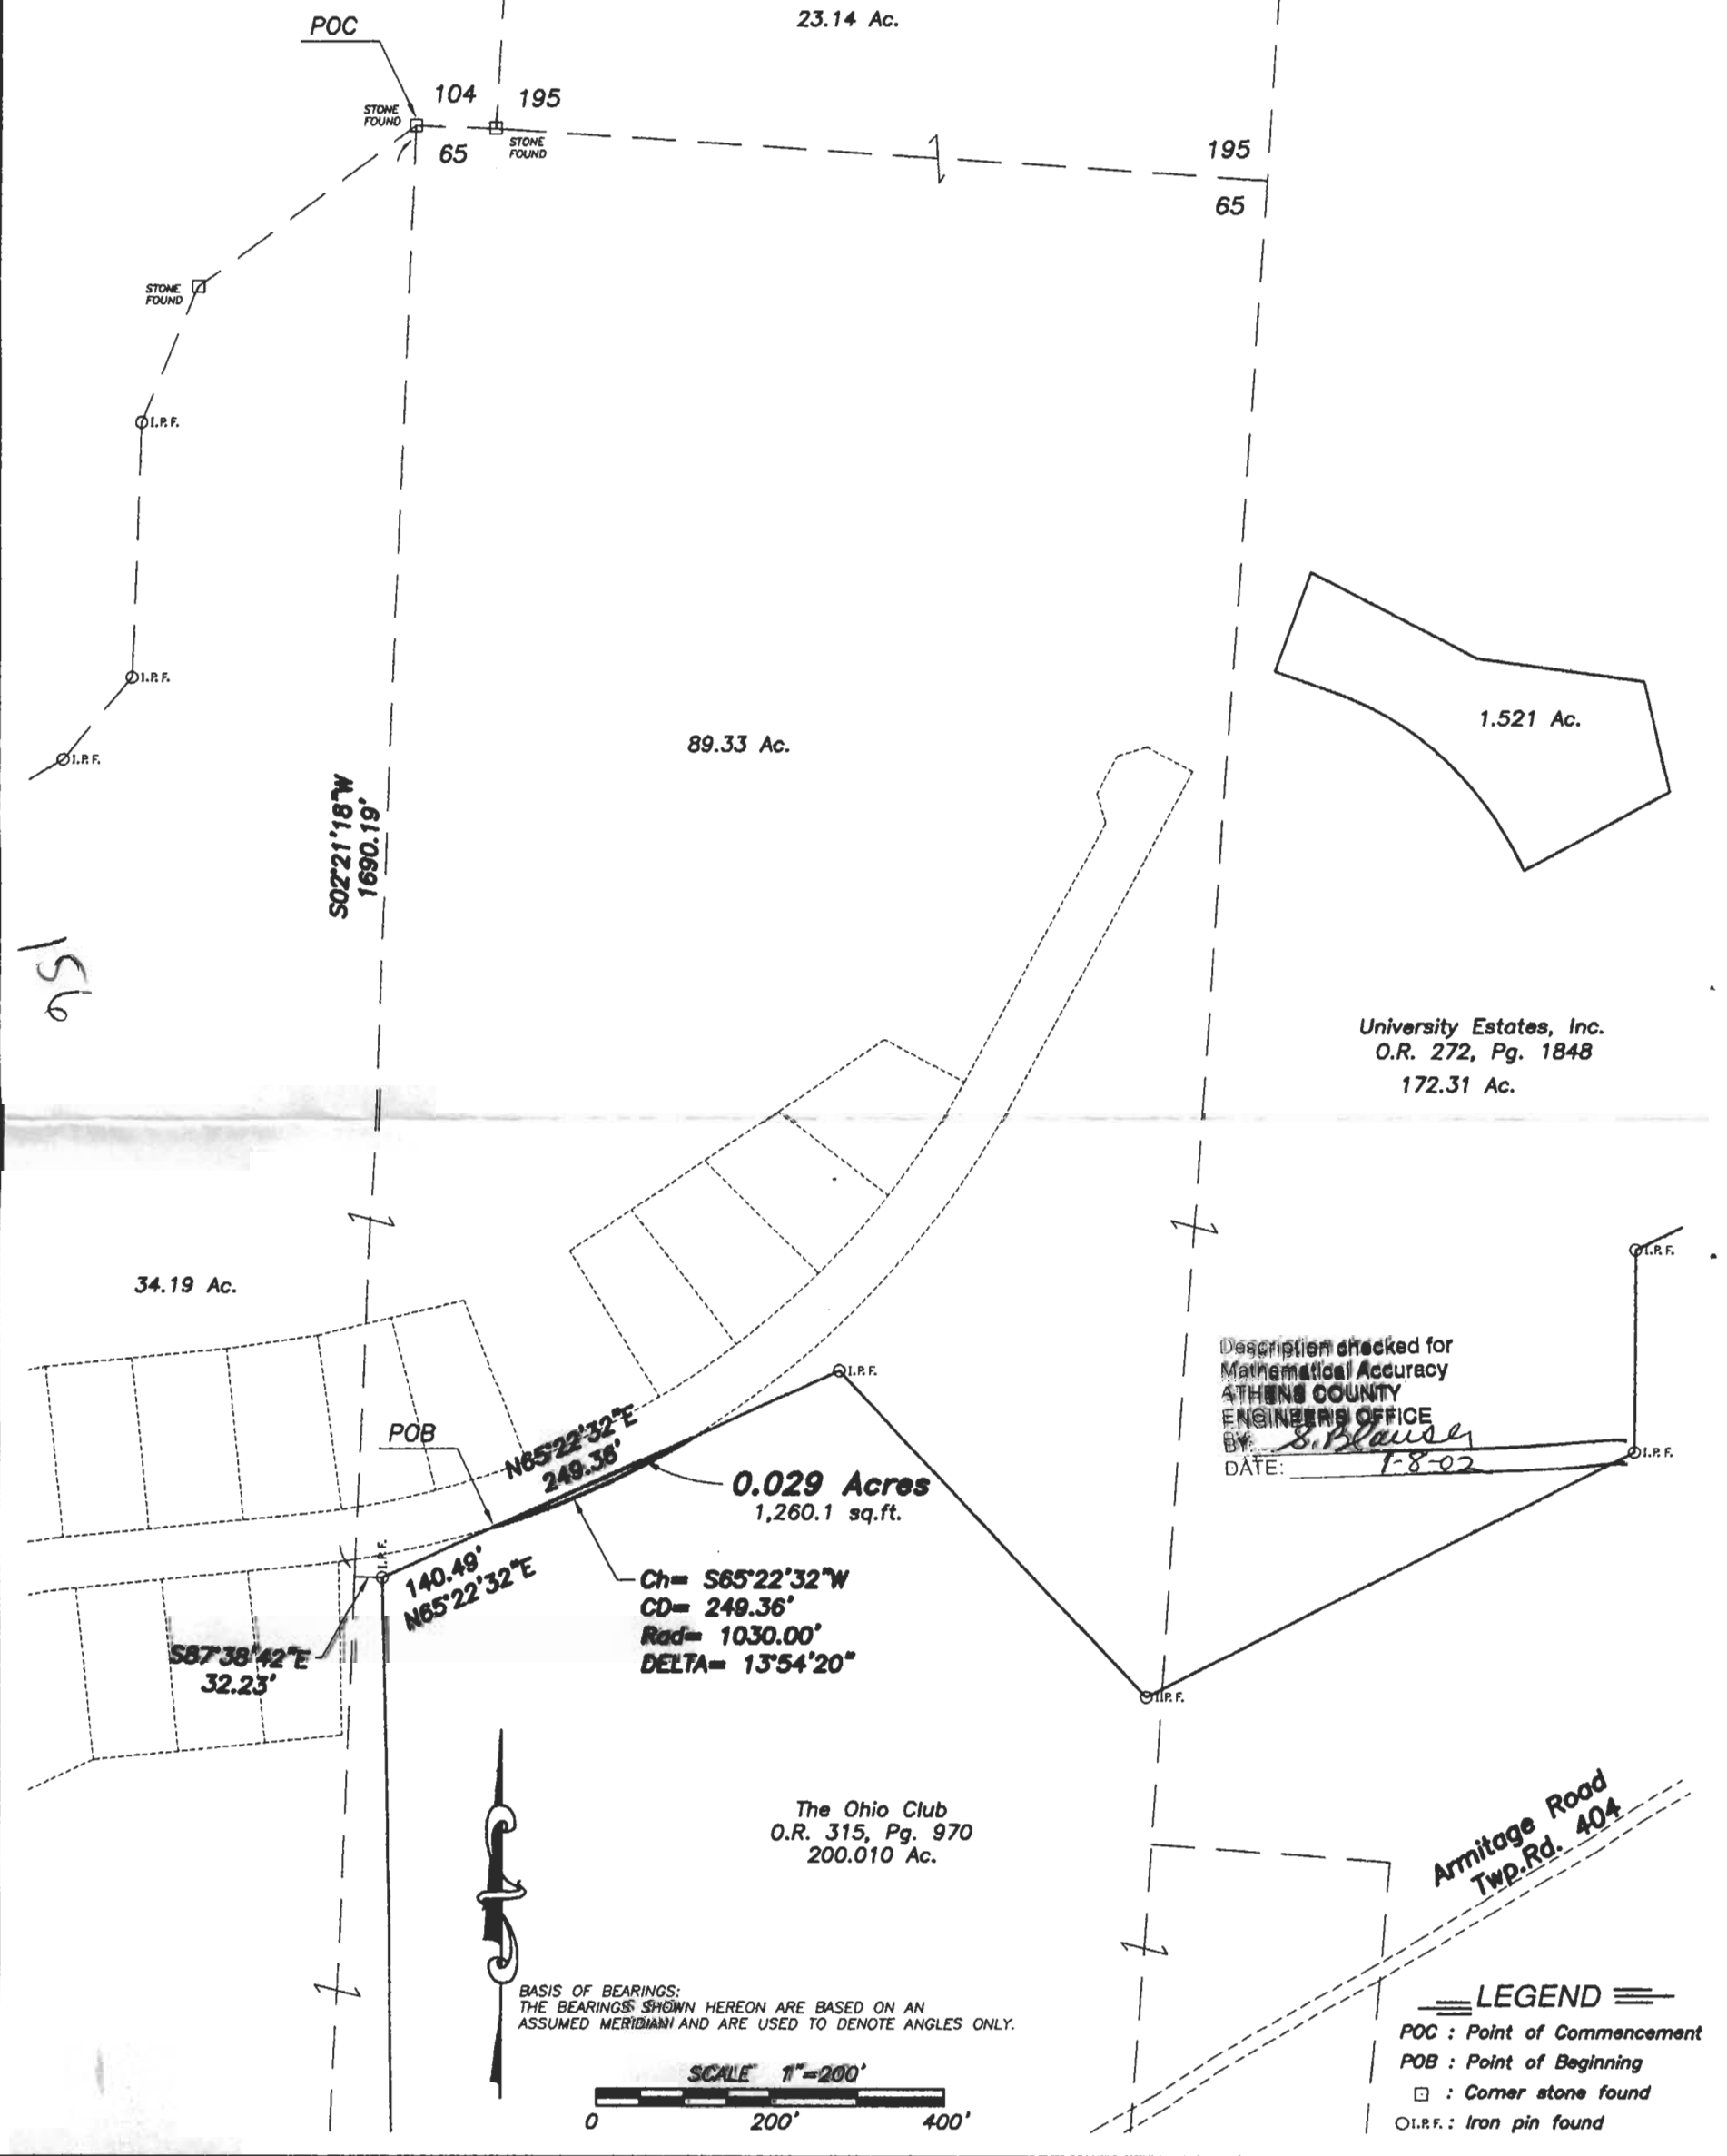 23.14 Ac.
POC
104
195
STONE
FOUND
65
STONE
FOUND
195
65
STONE
FOUND
I.P.F.
I.P.F.
I.P.F.
1.521 Ac.
89.33 Ac.
S02°21'18"W
1690.19'
156
University Estates, Inc.
O.R. 272, Pg. 1848
172.31 Ac.
34.19 Ac.
I.P.F.
I.P.F.
Description checked for
Mathematical Accuracy
ATHENS COUNTY
ENGINEERS OFFICE
BY: S. Blauser
DATE: 1-8-02
I.P.F.
POB
N65°22'32"E
249.36'
0.029 Acres
1,260.1 sq.ft.
I.P.F.
140.49'
N65°22'32"E
Ch= S65°22'32"W
CD= 249.36'
Rad= 1030.00'
DELTA= 13°54'20"
S87°38'42"E
32.23'
I.P.F.
The Ohio Club
O.R. 315, Pg. 970
200.010 Ac.
Armitage Road
Twp.Rd. 404
BASIS OF BEARINGS:
THE BEARINGS SHOWN HEREON ARE BASED ON AN
ASSUMED MERIDIAN AND ARE USED TO DENOTE ANGLES ONLY.
SCALE 1"=200'
0 200' 400'
LEGEND
POC : Point of Commencement
POB : Point of Beginning
: Corner stone found
I.P.F. : Iron pin found